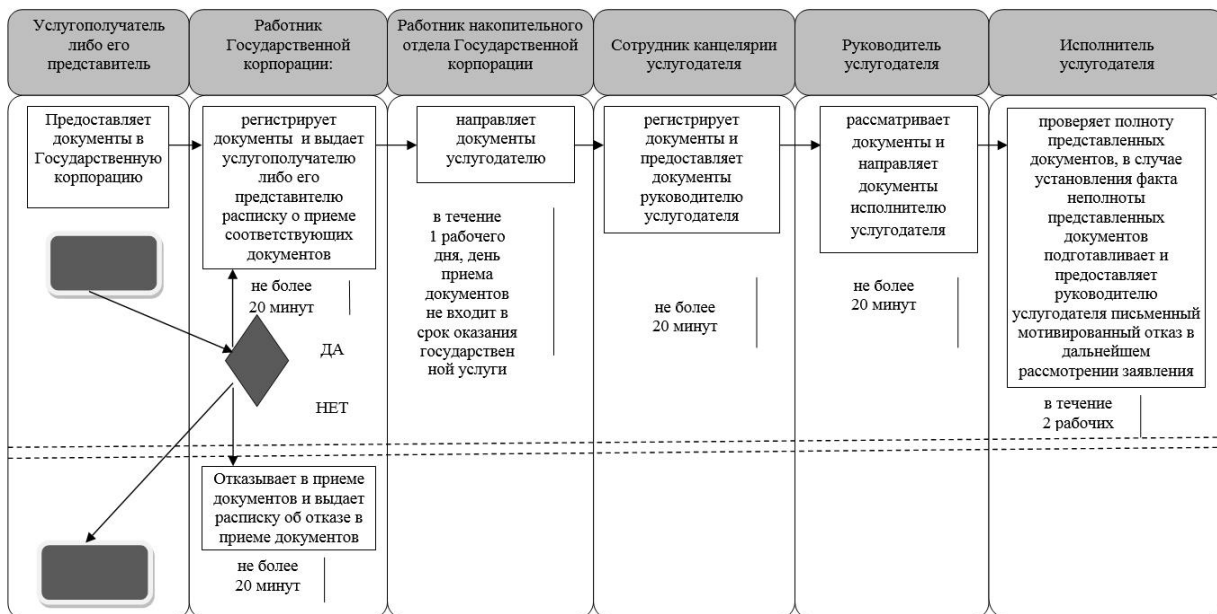 Услугополучатель
либо его
представитель
Работник
Государственной
корпорации:
Работник накопительного
отдела Государственной
корпорации
Сотрудник канцелярии
услугодателя
Руководитель
услугодателя
Исполнитель
услугодателя
Предоставляет
документы в
Государственную
корпорацию
регистрирует
документы и выдает
услугополучателю
либо его
представителю
расписку о приеме
соответствующих
документов
не более
20 минут
ДА
НЕТ
Отказывает в приеме
документов и выдает
расписку об отказе в
приеме документов
не более
20 минут
направляет
документы
услугодателю
в течение
1 рабочего
дня, день
приема
документов
не входит в
срок оказания
государствен
ной услуги
регистрирует
документы и
предоставляет
документы
руководителю
услугодателя
не более
20 минут
рассматривает
документы и
направляет
документы
исполнителю
услугодателя
не более
20 минут
проверяет полноту
представленных
документов, в случае
установления факта
неполноты
представленных
документов
подготавливает и
предоставляет
руководителю
услугодателя письменный
мотивированный отказ в
дальнейшем
рассмотрении заявления
в течение
2 рабочих